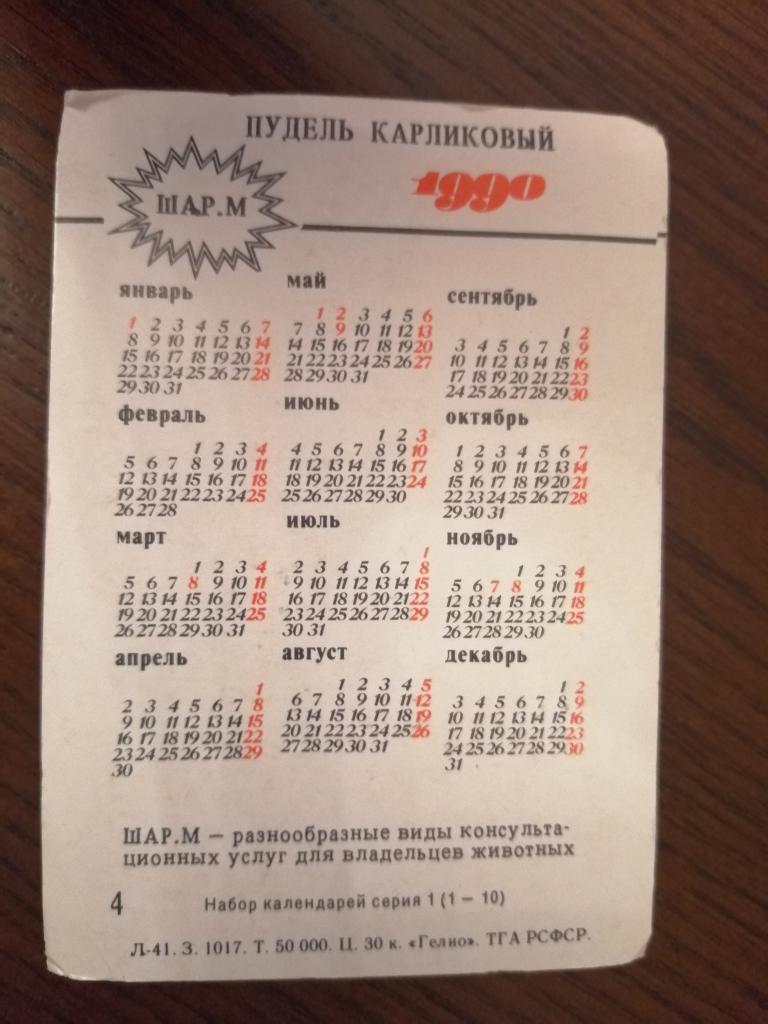 ПУДЕЛЬ КАРЛИКОВЫЙ
ШАР.М
1990
январь
1 2 3 4 5 6 7
8 9 10 11 12 13 14
15 16 17 18 19 20 21
22 23 24 25 26 27 28
29 30 31
февраль
1 2 3 4
5 6 7 8 9 10 11
12 13 14 15 16 17 18
19 20 21 22 23 24 25
26 27 28
март
1 2 3 4
5 6 7 8 9 10 11
12 13 14 15 16 17 18
19 20 21 22 23 24 25
26 27 28 29 30 31
апрель
1
2 3 4 5 6 7 8
9 10 11 12 13 14 15
16 17 18 19 20 21 22
23 24 25 26 27 28 29
30
май
1 2 3 4 5 6
7 8 9 10 11 12 13
14 15 16 17 18 19 20
21 22 23 24 25 26 27
28 29 30 31
июнь
1 2 3
4 5 6 7 8 9 10
11 12 13 14 15 16 17
18 19 20 21 22 23 24
25 26 27 28 29 30
июль
1
2 3 4 5 6 7 8
9 10 11 12 13 14 15
16 17 18 19 20 21 22
23 24 25 26 27 28 29
30 31
август
1 2 3 4 5
6 7 8 9 10 11 12
13 14 15 16 17 18 19
20 21 22 23 24 25 26
27 28 29 30 31
сентябрь
1 2
3 4 5 6 7 8 9
10 11 12 13 14 15 16
17 18 19 20 21 22 23
24 25 26 27 28 29 30
октябрь
1 2 3 4 5 6 7
8 9 10 11 12 13 14
15 16 17 18 19 20 21
22 23 24 25 26 27 28
29 30 31
ноябрь
1 2 3 4
5 6 7 8 9 10 11
12 13 14 15 16 17 18
19 20 21 22 23 24 25
26 27 28 29 30
декабрь
1 2
3 4 5 6 7 8 9
10 11 12 13 14 15 16
17 18 19 20 21 22 23
24 25 26 27 28 29 30
31
ШАР.М — разнообразные виды консульта-
ционных услуг для владельцев животных
4 Набор календарей серия 1 (1 — 10)
Л-41. З. 1017. Т. 50 000. Ц. 30 к. «Гелио». ТГА РСФСР.